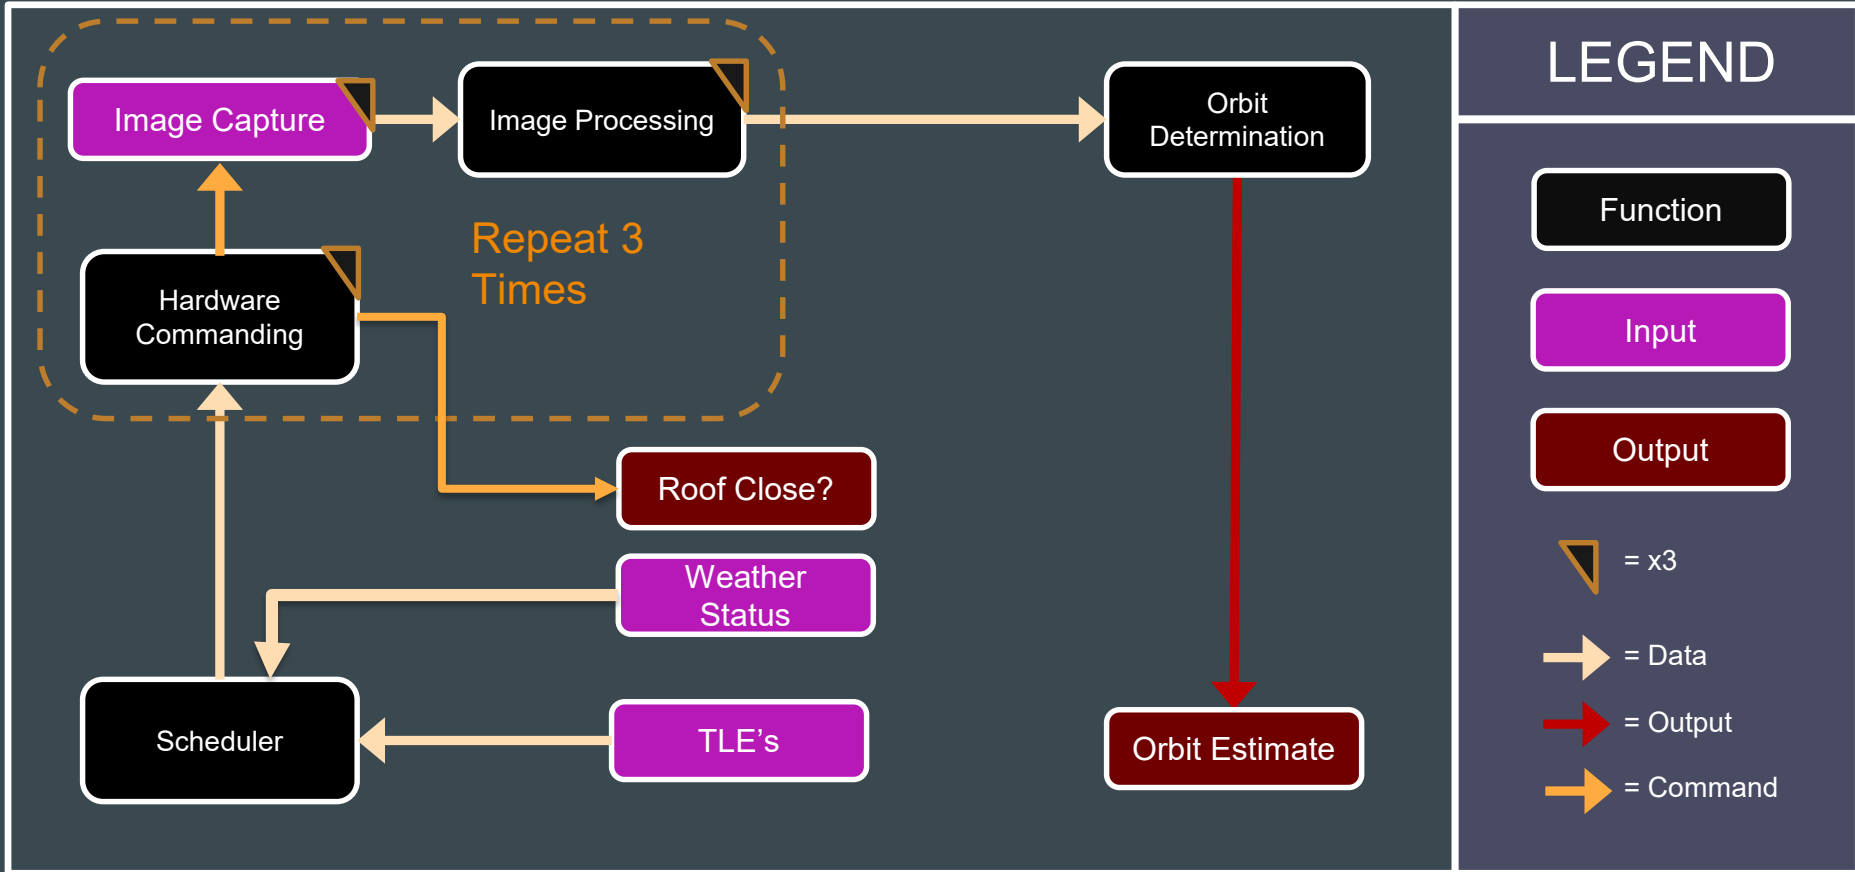 Image Capture
Image Processing
Orbit
Determination
Repeat 3
Times
Hardware
Commanding
Roof Close?
Weather
Status
Scheduler
TLE’s
Orbit Estimate
LEGEND
Function
Input
Output
= x3
= Data
= Output
= Command